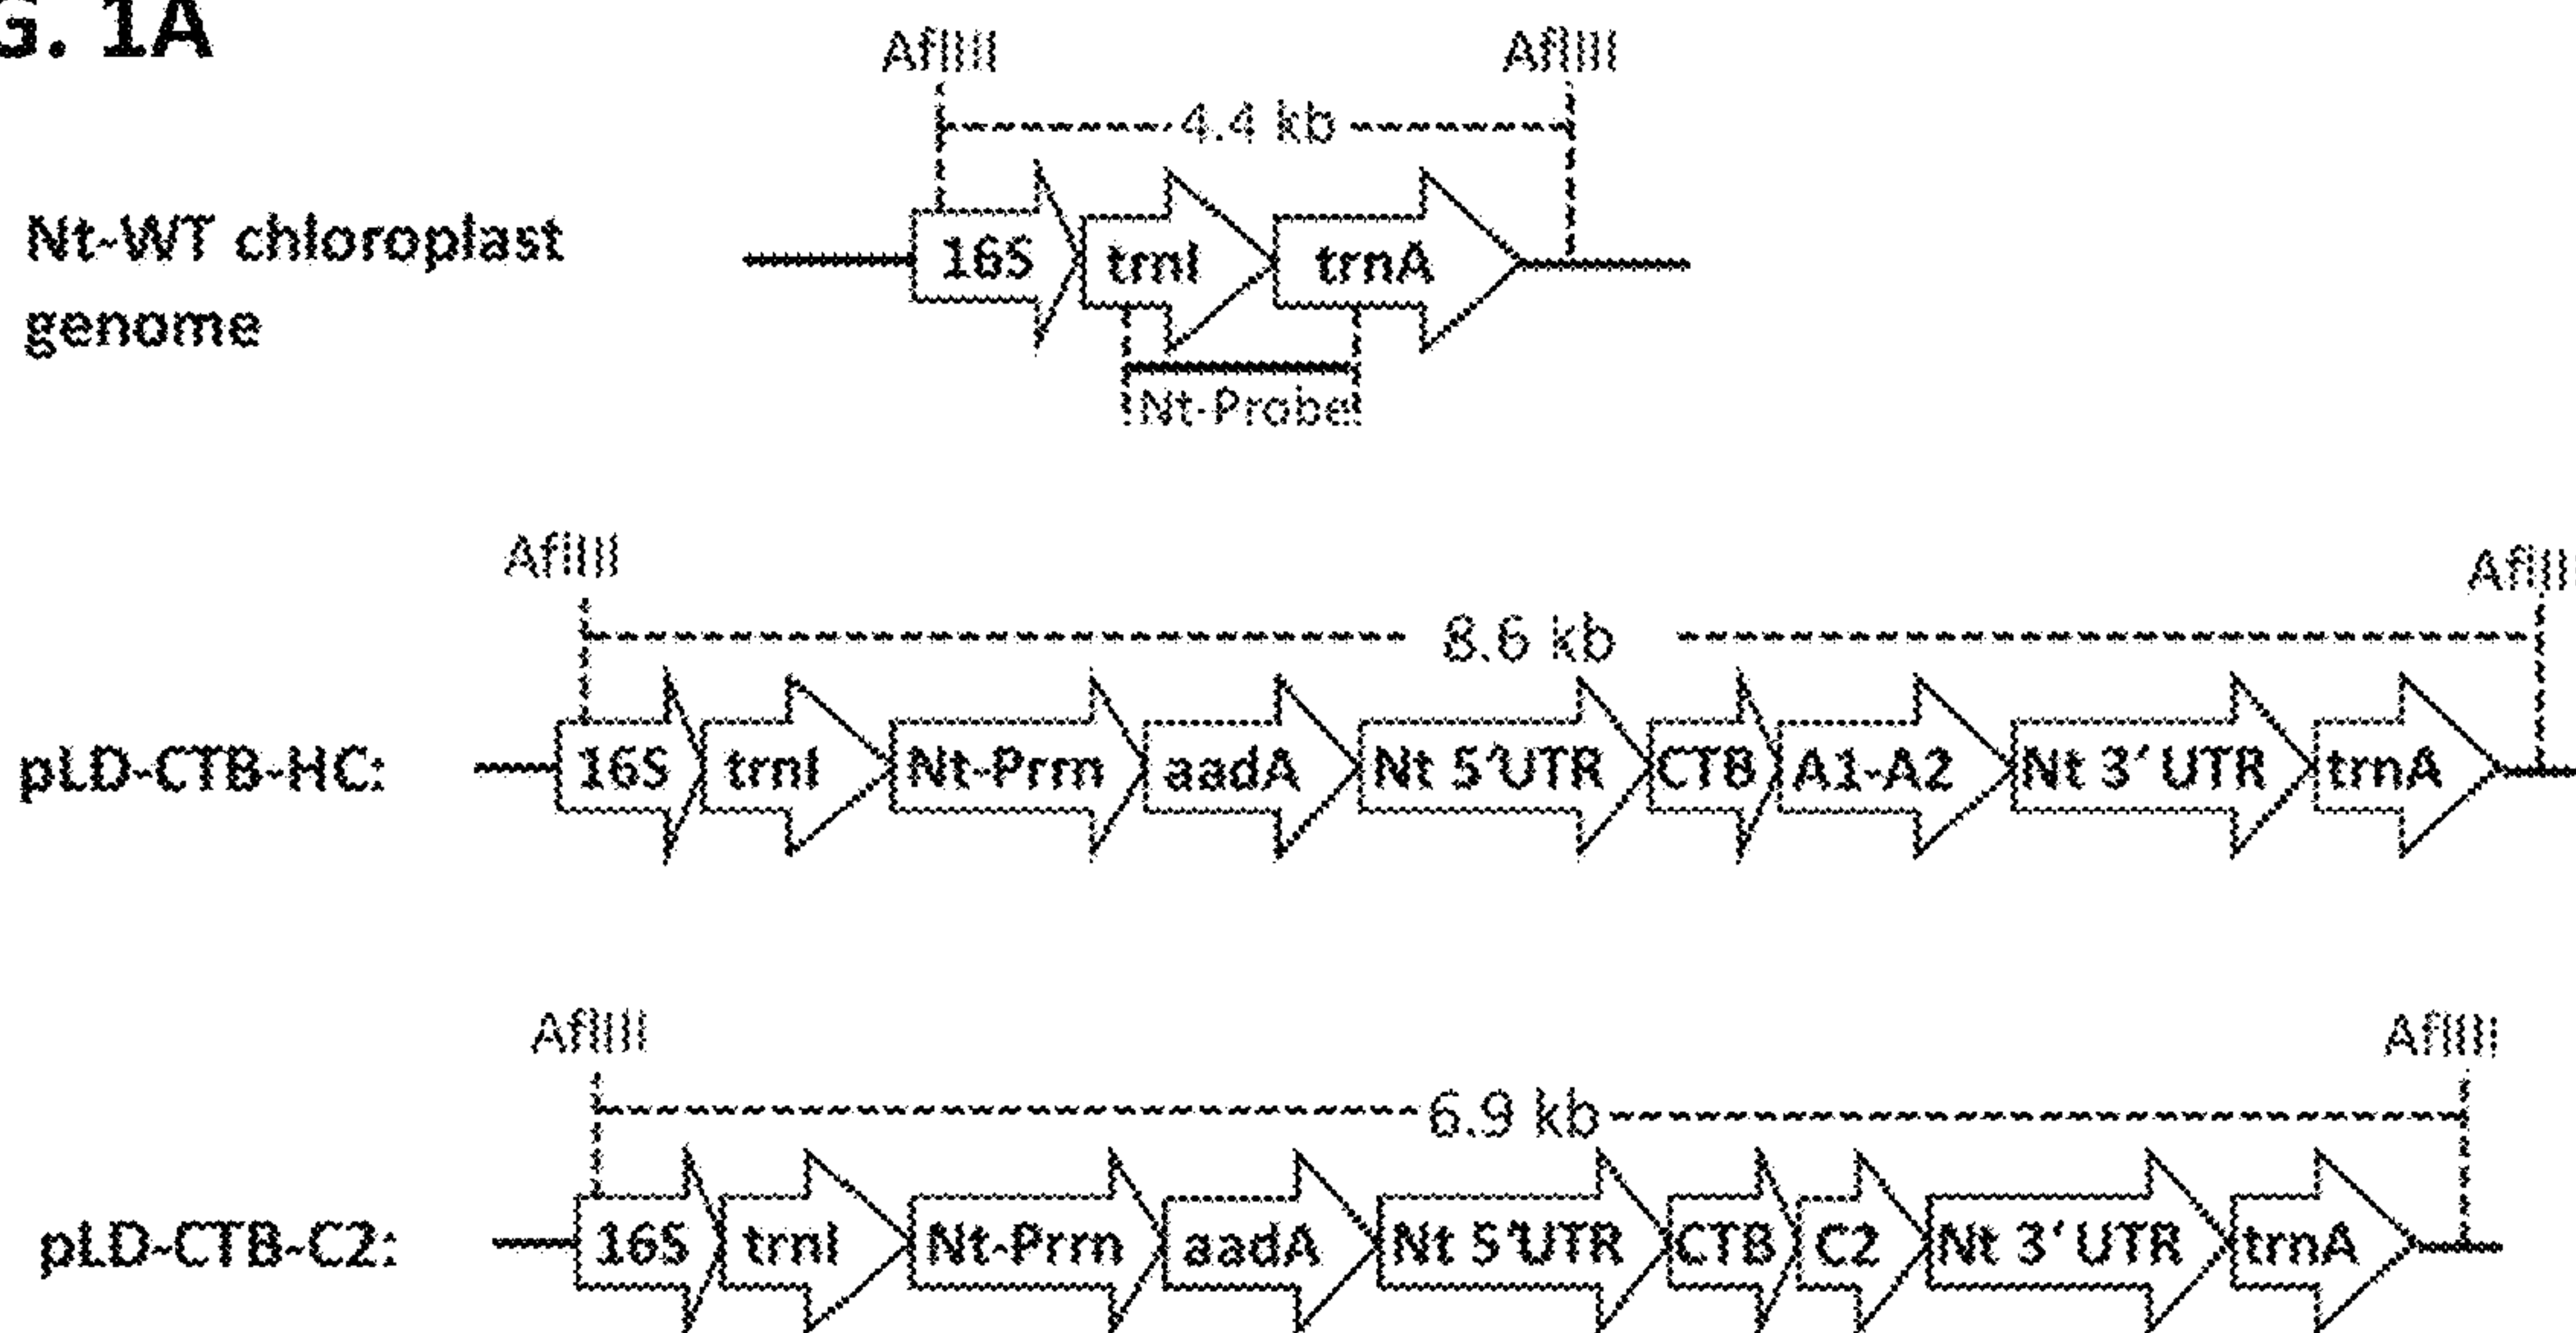 G. 1A
AflIII AflIII
4.4 kb
Nt-WT chloroplast
genome
16S trnI trnA
Nt-Probe
AflIII AflIII
8.6 kb
pLD-CTB-HC: 16S trnI Nt-Prrn aadA Nt 5'UTR CTB A1-A2 Nt 3' UTR trnA
AflIII AflIII
6.9 kb
pLD-CTB-C2: 16S trnI Nt-Prrn aadA Nt 5'UTR CTB C2 Nt 3' UTR trnA